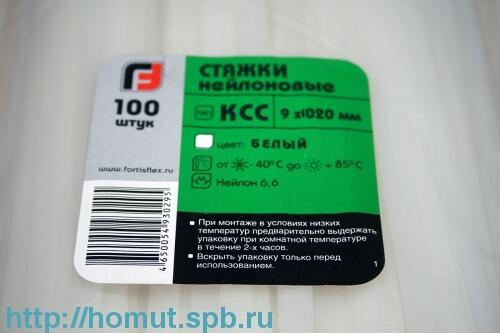 СТЯЖКИ
НЕЙЛОНОВЫЕ
100
штук
КСС 9 x1020 мм
цвет: БЕЛЫЙ
от -40°C до +85°C
Нейлон 6,6
www.fortisflex.ru
4650054930295
При монтаже в условиях низких
температур предварительно выдержать
упаковку при комнатной температуре
в течение 2-х часов.
Вскрыть упаковку только перед
использованием.
1
http://homut.spb.ru